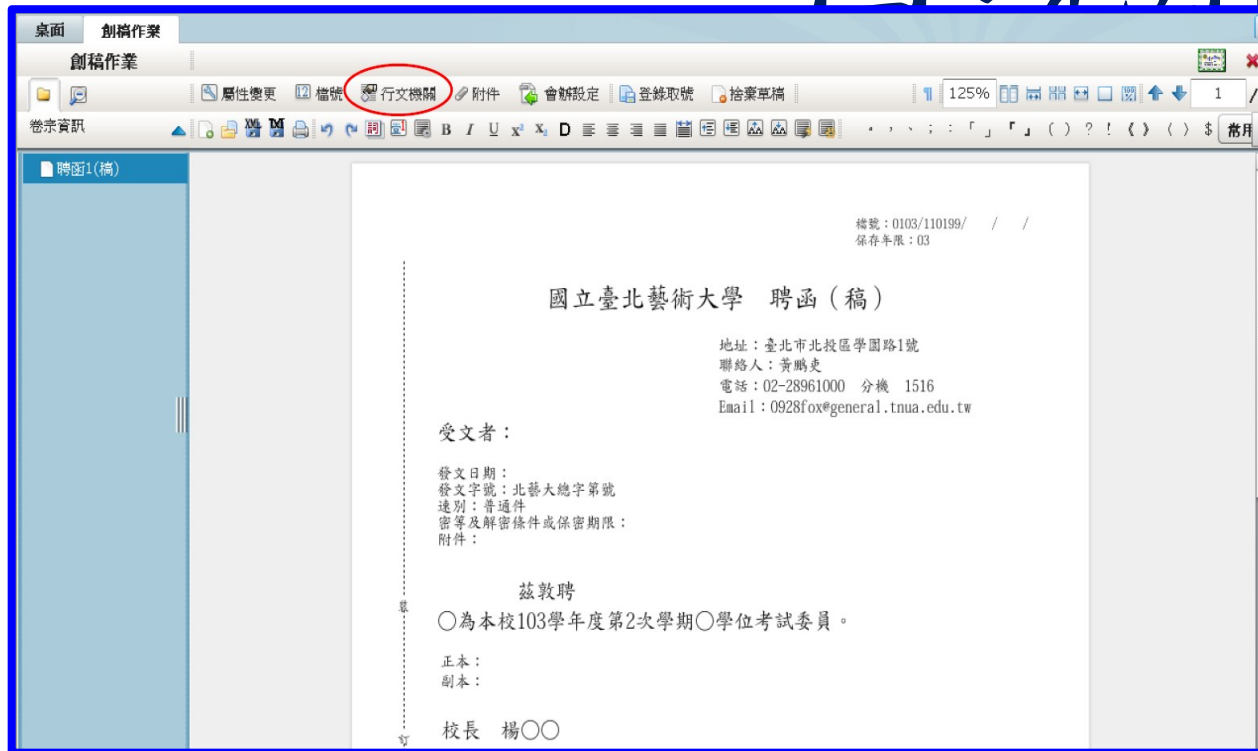 桌面 創稿作業
創稿作業
屬性變更 12 檔號 行文機關 附件 會辦設定 登錄取號 捨棄草稿 125% 1 /
卷宗資訊 B I U x² X₂ D 。 , 、 ; : 「 」 『 』 ( ) ? ! 《 》 〈 〉 $ 常用
聘函1(稿)
檔號:0103/110199/ / /
保存年限:03
國立臺北藝術大學 聘函(稿)
地址:臺北市北投區學園路1號
聯絡人:黃鵬吏
電話:02-28961000 分機 1516
Email:0928fox@general.tnua.edu.tw
受文者:
發文日期:
發文字號:北藝大總字第號
速別:普通件
密等及解密條件或保密期限:
附件:
茲敦聘
裝
○為本校103學年度第2次學期○學位考試委員。
正本:
副本:
校長 楊○○
訂